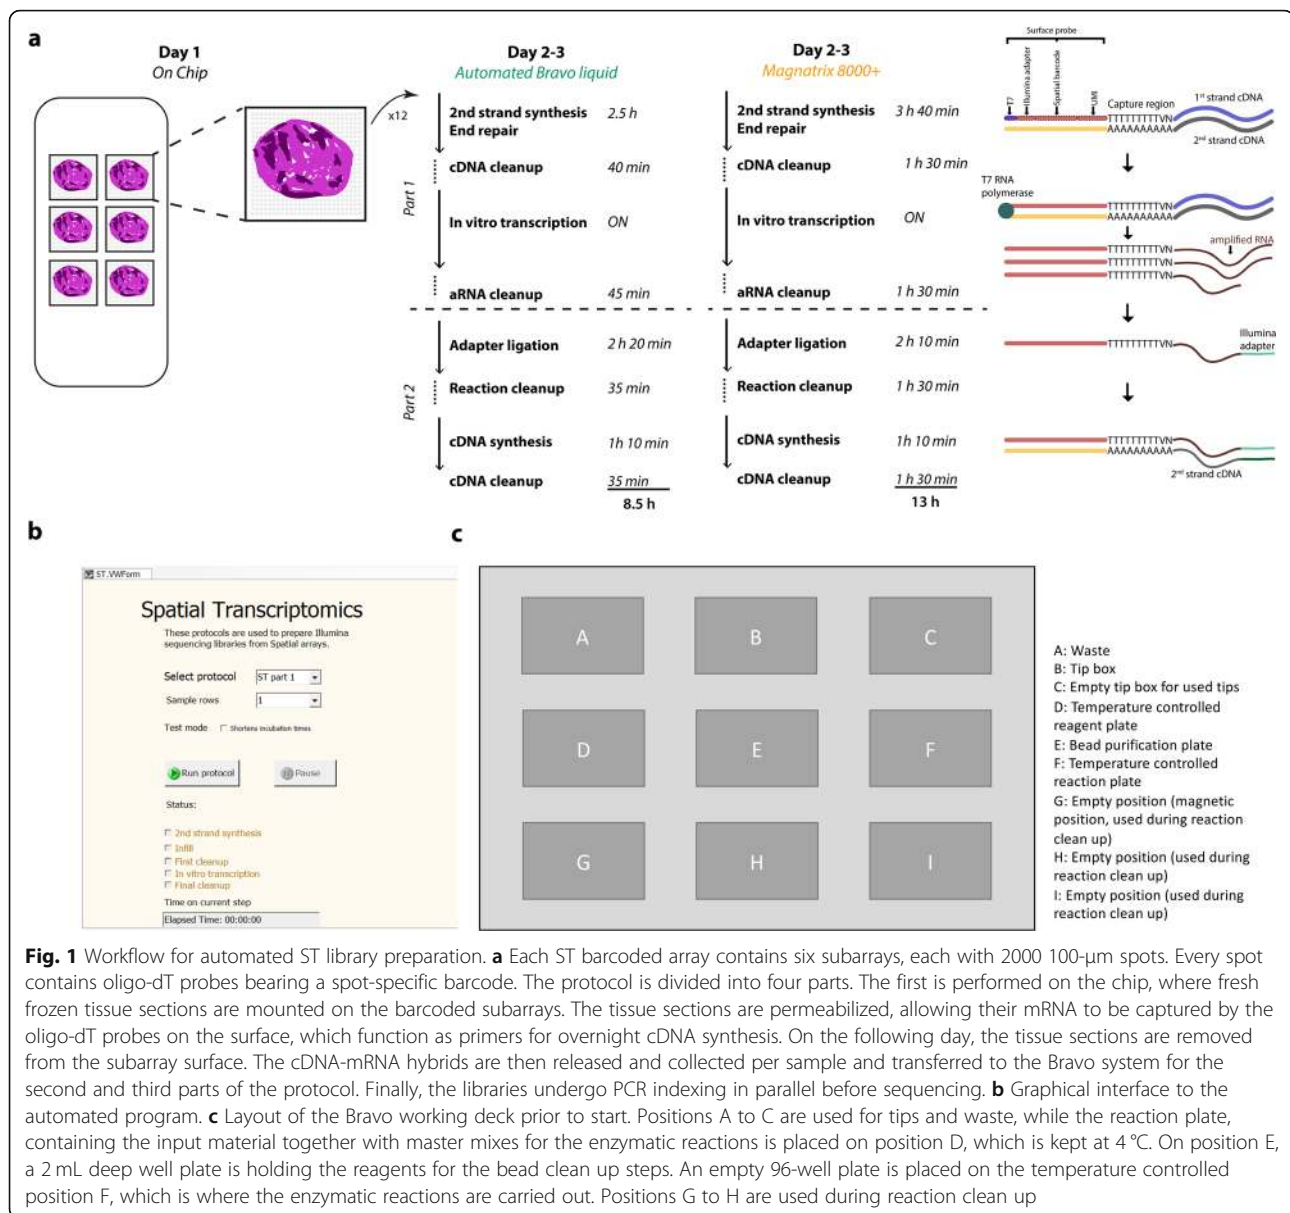 a
Day 1
On Chip
x12
Part 1
Part 2
Day 2-3
Automated Bravo liquid
2nd strand synthesis
End repair
2.5 h
cDNA cleanup
40 min
In vitro transcription
ON
aRNA cleanup
45 min
Adapter ligation
2 h 20 min
Reaction cleanup
35 min
cDNA synthesis
1h 10 min
cDNA cleanup
35 min
8.5 h
Day 2-3
Magnatrix 8000+
2nd strand synthesis
End repair
3 h 40 min
cDNA cleanup
1 h 30 min
In vitro transcription
ON
aRNA cleanup
1 h 30 min
Adapter ligation
2 h 10 min
Reaction cleanup
1 h 30 min
cDNA synthesis
1h 10 min
cDNA cleanup
1 h 30 min
13 h
Surface probe
T7
Illumina adapter
Spatial barcode
UMI
Capture region
1st strand cDNA
TTTTTTTTTVN
AAAAAAAAAA
2nd strand cDNA
T7 RNA
polymerase
TTTTTTTTTVN
AAAAAAAAAA
amplified RNA
TTTTTTTTTVN
TTTTTTTTTVN
TTTTTTTTTVN
Illumina
adapter
TTTTTTTTTVN
TTTTTTTTTVN
AAAAAAAAAA
2nd strand cDNA
b
ST.VWForm
Spatial Transcriptomics
These protocols are used to prepare Illumina
sequencing libraries from Spatial arrays.
Select protocol
ST part 1
Sample rows
1
Test mode
Shortens incubation times
Run protocol
Pause
Status:
2nd strand synthesis
Infill
First cleanup
In vitro transcription
Final cleanup
Time on current step
Elapsed Time: 00:00:00
c
A
B
C
D
E
F
G
H
I
A: Waste
B: Tip box
C: Empty tip box for used tips
D: Temperature controlled
reagent plate
E: Bead purification plate
F: Temperature controlled
reaction plate
G: Empty position (magnetic
position, used during reaction
clean up)
H: Empty position (used during
reaction clean up)
I: Empty position (used during
reaction clean up)
Fig. 1 Workflow for automated ST library preparation. a Each ST barcoded array contains six subarrays, each with 2000 100-μm spots. Every spot
contains oligo-dT probes bearing a spot-specific barcode. The protocol is divided into four parts. The first is performed on the chip, where fresh
frozen tissue sections are mounted on the barcoded subarrays. The tissue sections are permeabilized, allowing their mRNA to be captured by the
oligo-dT probes on the surface, which function as primers for overnight cDNA synthesis. On the following day, the tissue sections are removed
from the subarray surface. The cDNA-mRNA hybrids are then released and collected per sample and transferred to the Bravo system for the
second and third parts of the protocol. Finally, the libraries undergo PCR indexing in parallel before sequencing. b Graphical interface to the
automated program. c Layout of the Bravo working deck prior to start. Positions A to C are used for tips and waste, while the reaction plate,
containing the input material together with master mixes for the enzymatic reactions is placed on position D, which is kept at 4 °C. On position E,
a 2 mL deep well plate is holding the reagents for the bead clean up steps. An empty 96-well plate is placed on the temperature controlled
position F, which is where the enzymatic reactions are carried out. Positions G to H are used during reaction clean up